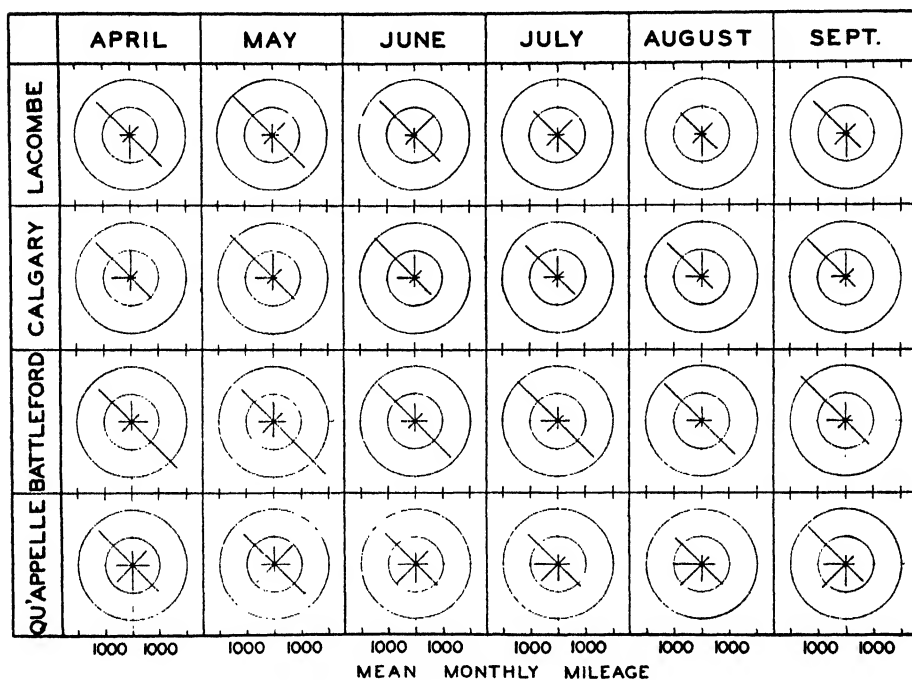 APRIL MAY JUNE JULY AUGUST SEPT.
LACOMBE
CALGARY
BATTLEFORD
QU'APPELLE
1000 1000 1000 1000 1000 1000 1000 1000 1000 1000 1000 1000
MEAN MONTHLY MILEAGE